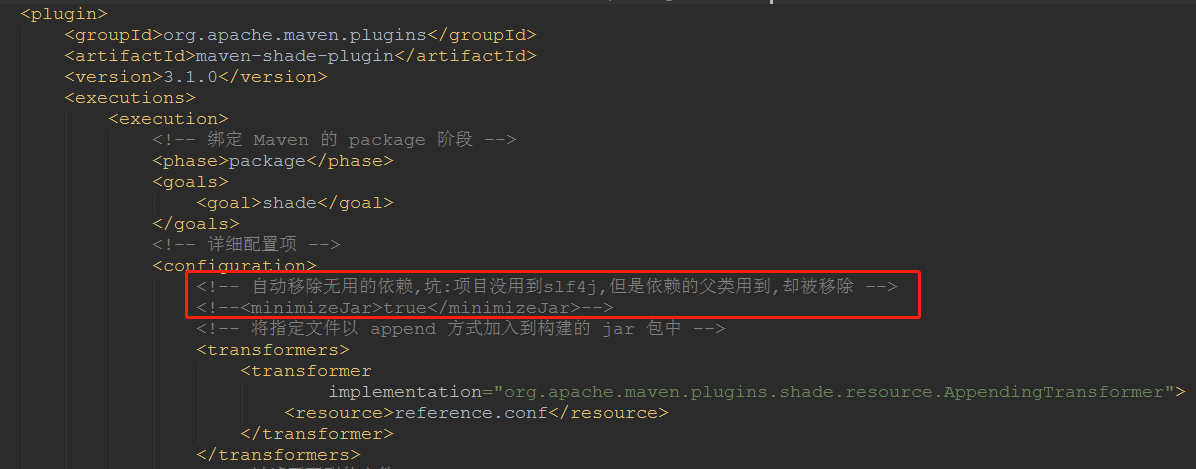 <plugin>
<groupId>org.apache.maven.plugins</groupId>
<artifactId>maven-shade-plugin</artifactId>
<version>3.1.0</version>
<executions>
<execution>
<!-- 绑定 Maven 的 package 阶段 -->
<phase>package</phase>
<goals>
<goal>shade</goal>
</goals>
<!-- 详细配置项 -->
<configuration>
<!-- 自动移除无用的依赖,坑:项目没用到slf4j,但是依赖的父类用到,却被移除 -->
<!--<minimizeJar>true</minimizeJar>-->
<!-- 将指定文件以 append 方式加入到构建的 jar 包中 -->
<transformers>
<transformer
implementation="org.apache.maven.plugins.shade.resource.AppendingTransformer">
<resource>reference.conf</resource>
</transformer>
</transformers>